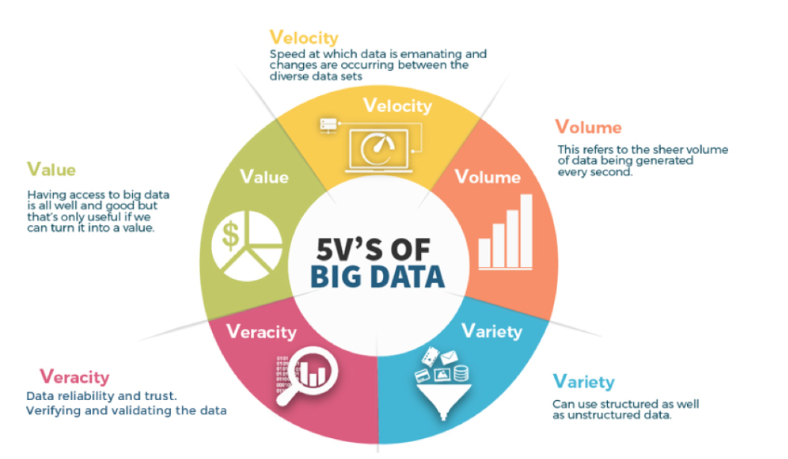 Velocity
Speed at which data is emanating and
changes are occurring between the
diverse data sets
Velocity
Volume
This refers to the sheer volume
of data being generated
every second.
Value
Having access to big data
is all well and good but
that's only useful if we
can turn it into a value.
Value
$
Volume
5V'S OF
BIG DATA
Veracity
Variety
Veracity
Data reliability and trust.
Verifying and validating the data
Variety
Can use structured as well
as unstructured data.